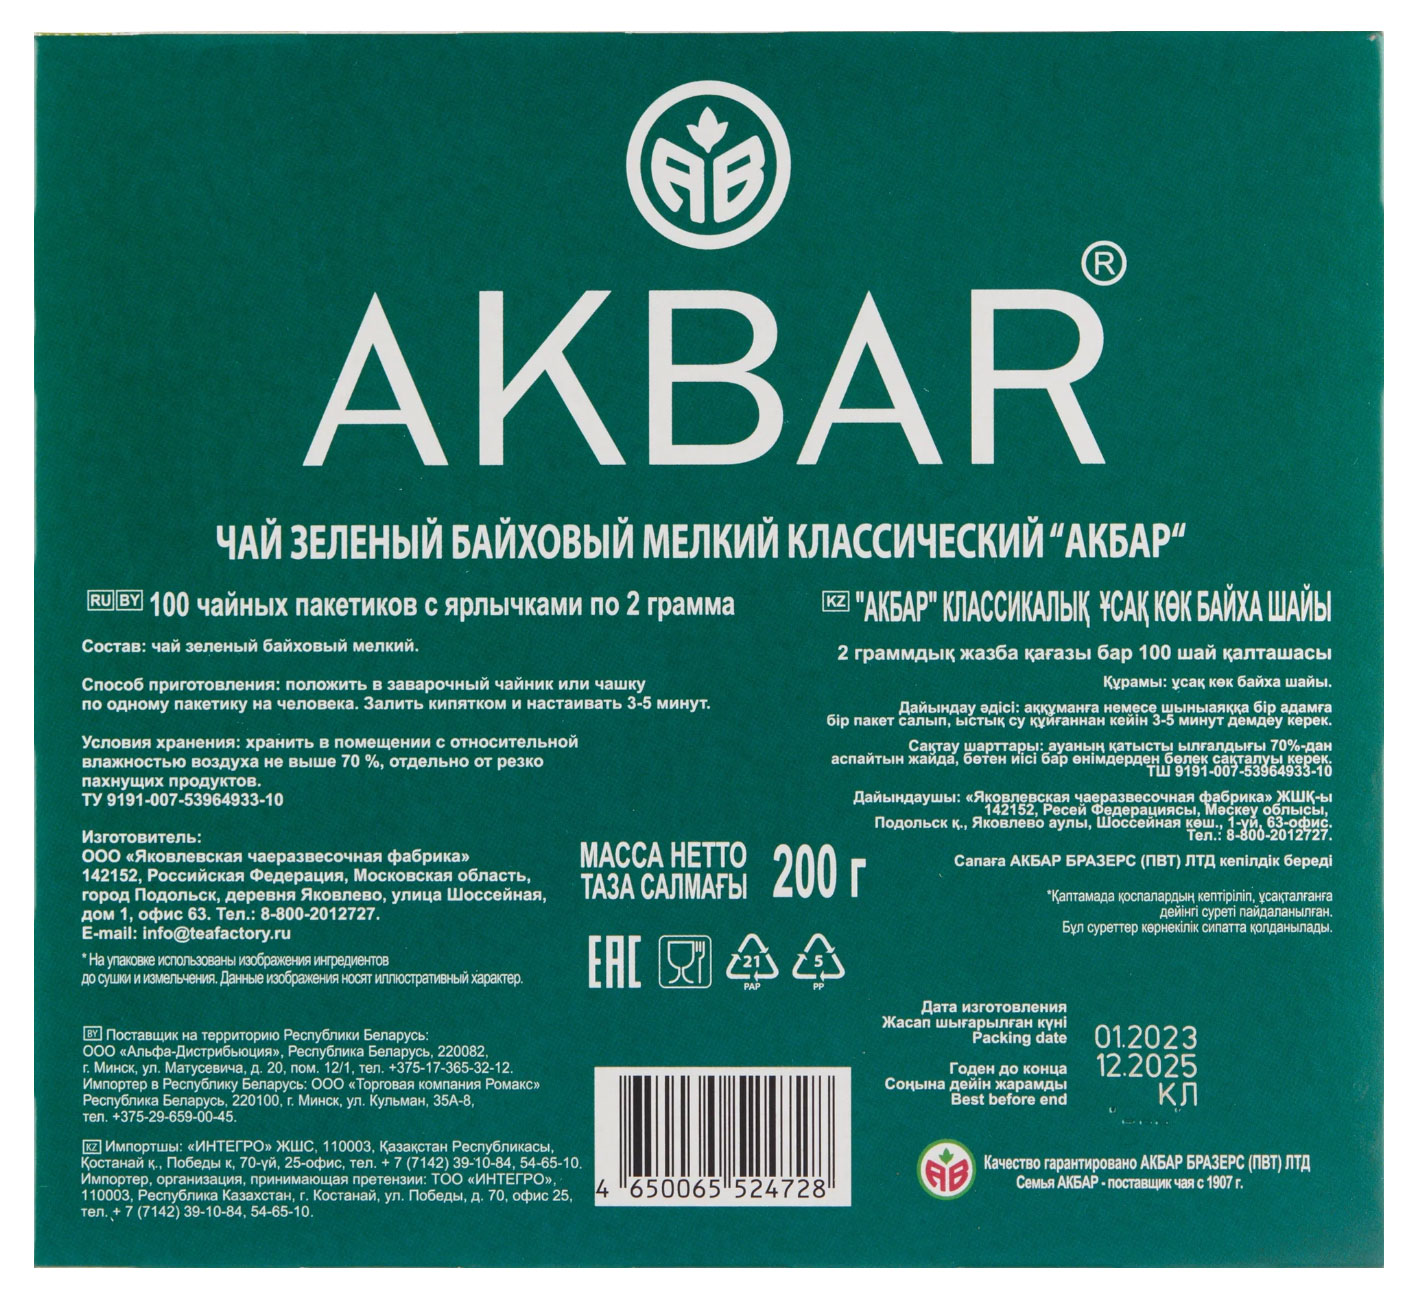 AB
AKBAR®
ЧАЙ ЗЕЛЕНЫЙ БАЙХОВЫЙ МЕЛКИЙ КЛАССИЧЕСКИЙ “АКБАР“
RU BY 100 чайных пакетиков с ярлычками по 2 грамма
Состав: чай зеленый байховый мелкий.
Способ приготовления: положить в заварочный чайник или чашку
по одному пакетику на человека. Залить кипятком и настаивать 3-5 минут.
Условия хранения: хранить в помещении с относительной
влажностью воздуха не выше 70 %, отдельно от резко
пахнущих продуктов.
ТУ 9191-007-53964933-10
Изготовитель:
ООО «Яковлевская чаеразвесочная фабрика»
142152, Российская Федерация, Московская область,
город Подольск, деревня Яковлево, улица Шоссейная,
дом 1, офис 63. Тел.: 8-800-2012727.
E-mail: info@teafactory.ru
* На упаковке использованы изображения ингредиентов
до сушки и измельчения. Данные изображения носят иллюстративный характер.
BY Поставщик на территорию Республики Беларусь:
ООО «Альфа-Дистрибьюция», Республика Беларусь, 220082,
г. Минск, ул. Матусевича, д. 20, пом. 12/1, тел. +375-17-365-32-12.
Импортер в Республику Беларусь: ООО «Торговая компания Ромакс»
Республика Беларусь, 220100, г. Минск, ул. Кульман, 35А-8,
тел. +375-29-659-00-45.
KZ Импортшы: «ИНТЕГРО» ЖШС, 110003, Қазақстан Республикасы,
Қостанай қ., Победы к, 70-үй, 25-офис, тел. + 7 (7142) 39-10-84, 54-65-10.
Импортер, организация, принимающая претензии: ТОО «ИНТЕГРО»,
110003, Республика Казахстан, г. Костанай, ул. Победы, д. 70, офис 25,
тел. + 7 (7142) 39-10-84, 54-65-10.
МАССА НЕТТО
ТАЗА САЛМАҒЫ
200 г
EAC
21
PAP
5
PP
4 650065 524728
KZ "АКБАР" КЛАССИКАЛЫҚ ҰСАҚ КӨК БАЙХА ШАЙЫ
2 граммдық жазба қағазы бар 100 шай қалташасы
Құрамы: ұсақ көк байха шайы.
Дайындау әдісі: аққуманға немесе шыныаяққа бір адамға
бір пакет салып, ыстық су құйғаннан кейін 3-5 минут демдеу керек.
Сақтау шарттары: ауаның қатысты ылғалдығы 70%-дан
аспайтын жайда, бөтен иісі бар өнімдерден бөлек сақталуы керек.
ТШ 9191-007-53964933-10
Дайындаушы: «Яковлевская чаеразвесочная фабрика» ЖШҚ-ы
142152, Ресей Федерациясы, Мәскеу облысы,
Подольск қ., Яковлево аулы, Шоссейная көш., 1-үй, 63-офис.
Тел.: 8-800-2012727.
Сапаға АКБАР БРАЗЕРС (ПВТ) ЛТД кепілдік береді
*Қаптамада қоспалардың кептіріліп, ұсақталғанға
дейінгі суреті пайдаланылған.
Бұл суреттер көрнекілік сипатта қолданылады.
Дата изготовления
Жасап шығарылған күні
Packing date
01.2023
Годен до конца
Соңына дейін жарамды
Best before end
12.2025
КЛ
AB
Качество гарантировано АКБАР БРАЗЕРС (ПВТ) ЛТД
Семья АКБАР - поставщик чая с 1907 г.